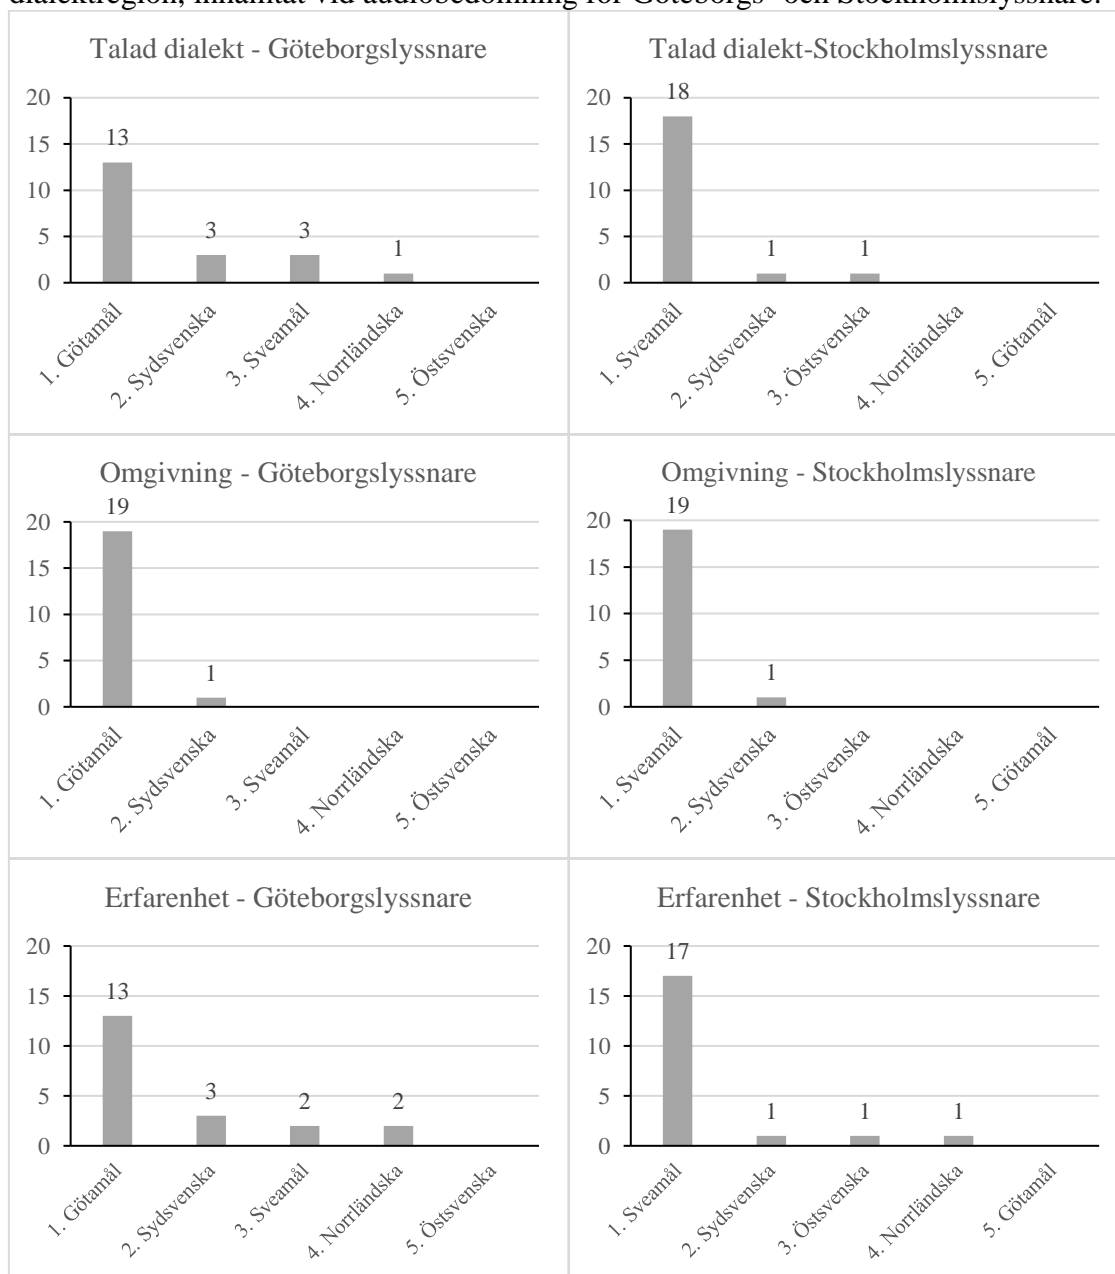 dialektregion, inhämtat vid audiobedömning för Göteborgs- och Stockholmslyssnare.
Talad dialekt - Göteborgslyssnare
20
15
10
5
0
13
3
3
1
1. Götamål
2. Sydsvenska
3. Sveamål
4. Norrländska
5. Östsvenska
Talad dialekt-Stockholmslyssnare
20
15
10
5
0
18
1
1
1. Sveamål
2. Sydsvenska
3. Östsvenska
4. Norrländska
5. Götamål
Omgivning - Göteborgslyssnare
20
15
10
5
0
19
1
1. Götamål
2. Sydsvenska
3. Sveamål
4. Norrländska
5. Östsvenska
Omgivning - Stockholmslyssnare
20
15
10
5
0
19
1
1. Sveamål
2. Sydsvenska
3. Östsvenska
4. Norrländska
5. Götamål
Erfarenhet - Göteborgslyssnare
20
15
10
5
0
13
3
2
2
1. Götamål
2. Sydsvenska
3. Sveamål
4. Norrländska
5. Östsvenska
Erfarenhet - Stockholmslyssnare
20
15
10
5
0
17
1
1
1
1. Sveamål
2. Sydsvenska
3. Östsvenska
4. Norrländska
5. Götamål